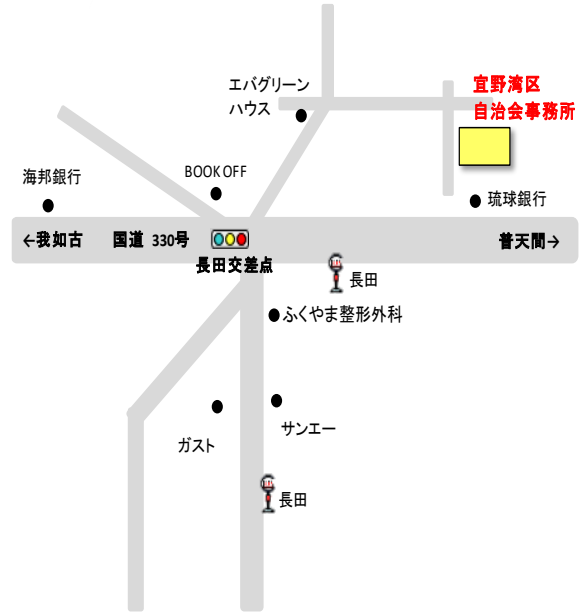 宜野湾区
自治会事務所
エバグリーン
ハウス
BOOK OFF
海邦銀行
琉球銀行
←我如古
国道 330号
普天間→
長田交差点
長田
ふくやま整形外科
サンエー
ガスト
長田